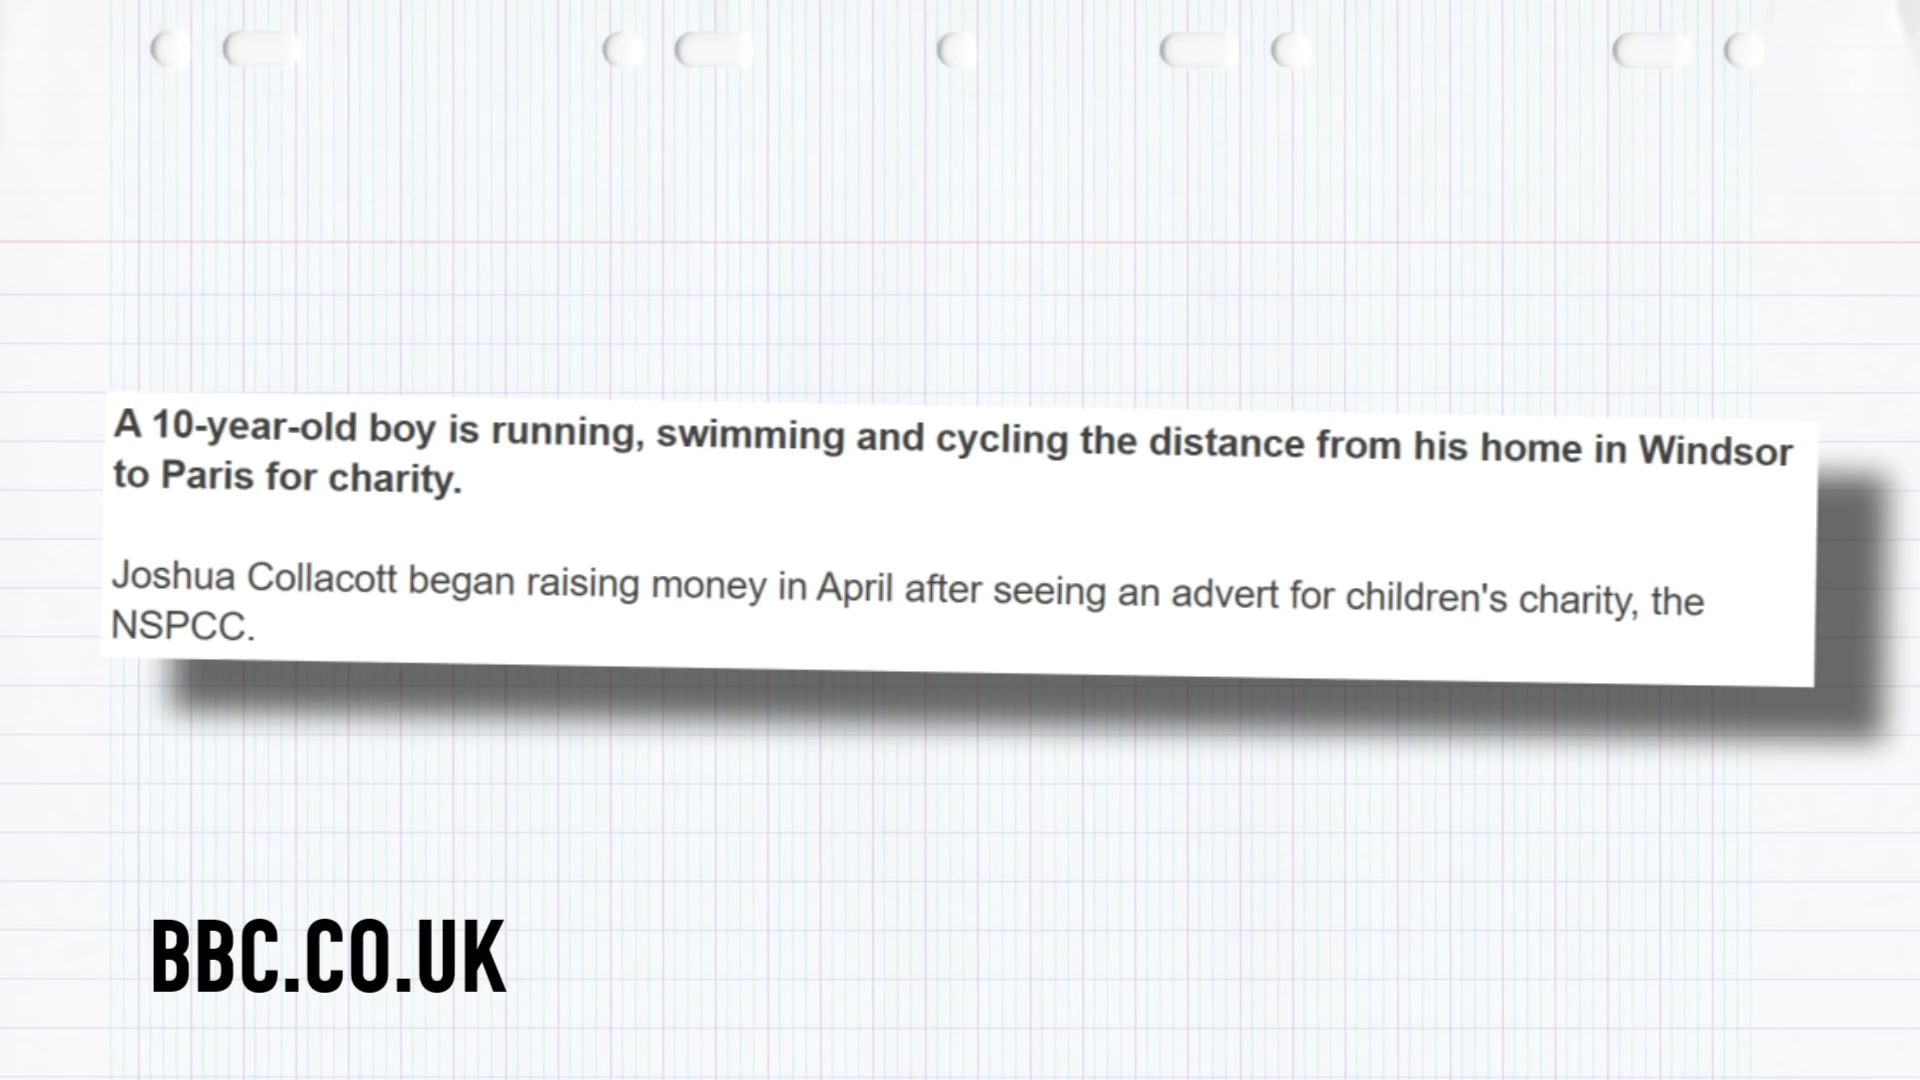 A 10-year-old boy is running, swimming and cycling the distance from his home in Windsor
to Paris for charity.
Joshua Collacott began raising money in April after seeing an advert for children's charity, the
NSPCC.
BBC.CO.UK